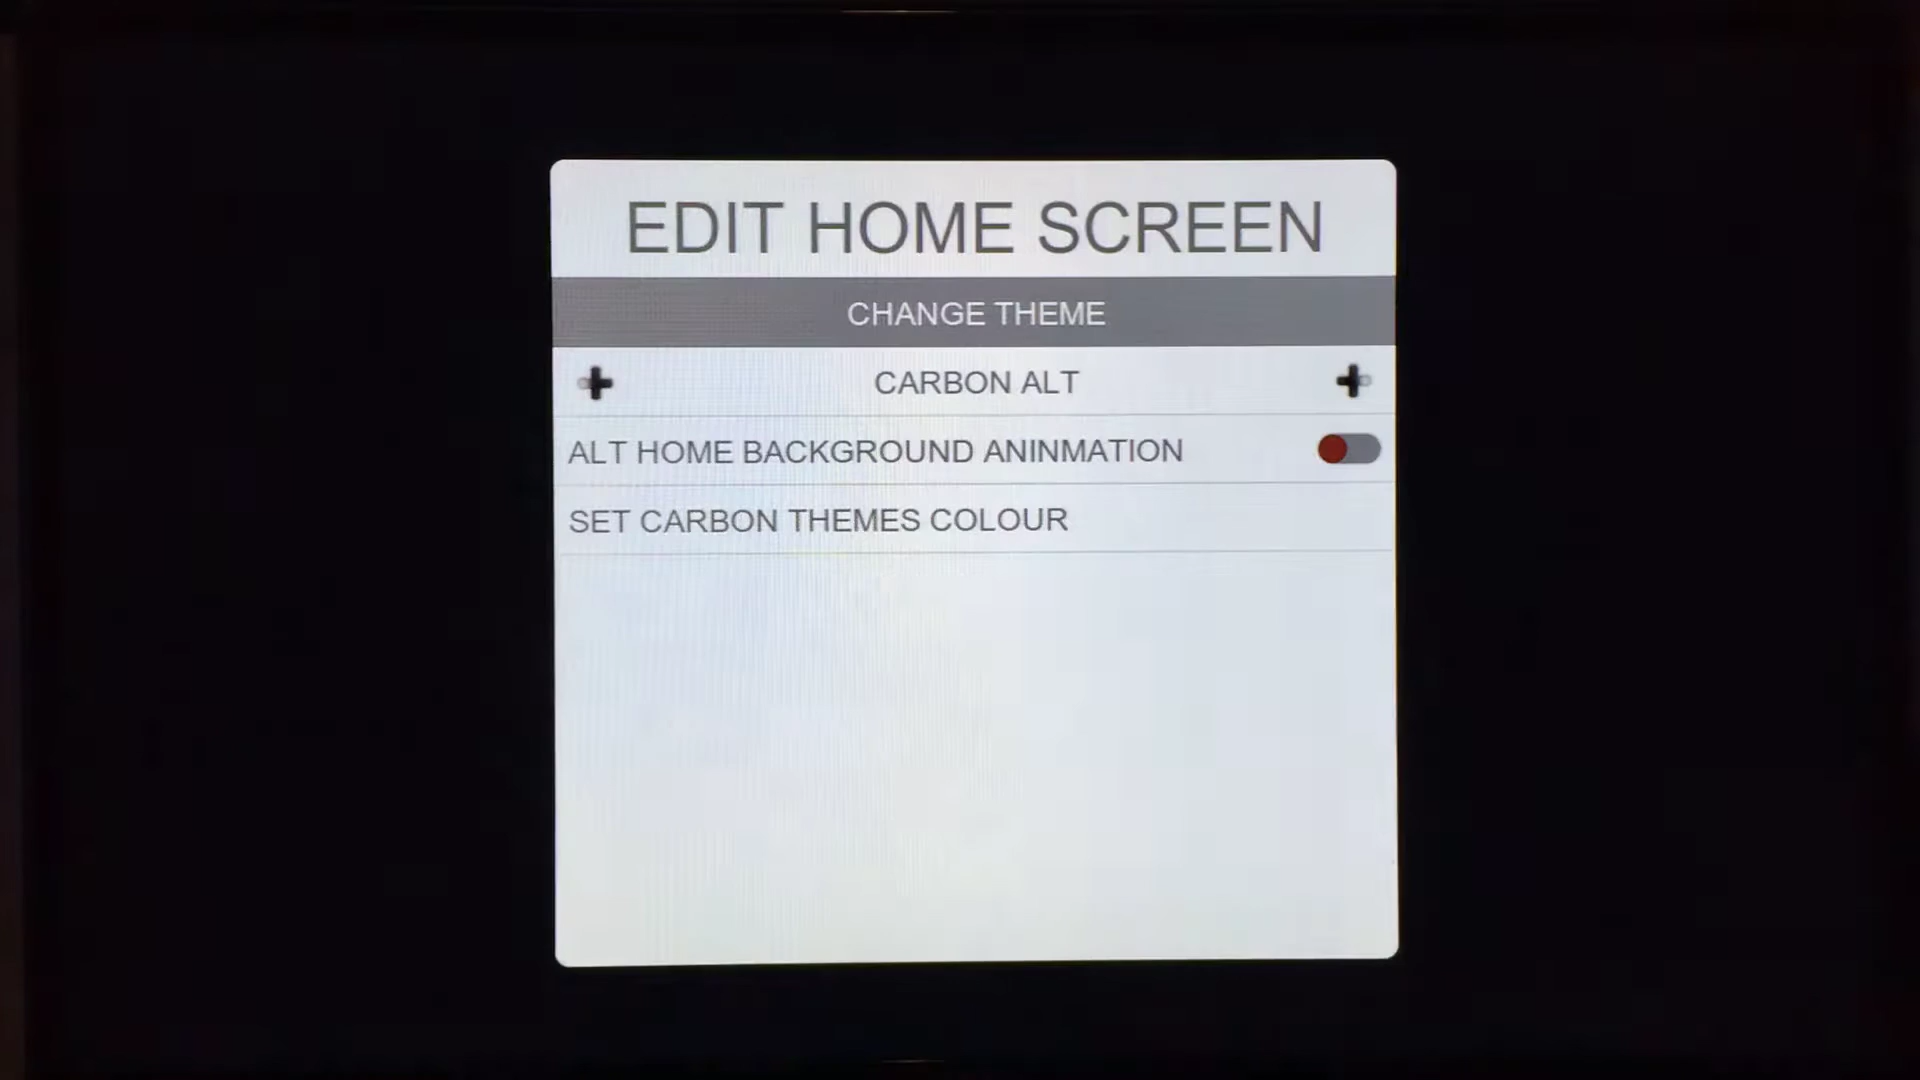 EDIT HOME SCREEN
CHANGE THEME
CARBON ALT
ALT HOME BACKGROUND ANINMATION
SET CARBON THEMES COLOUR